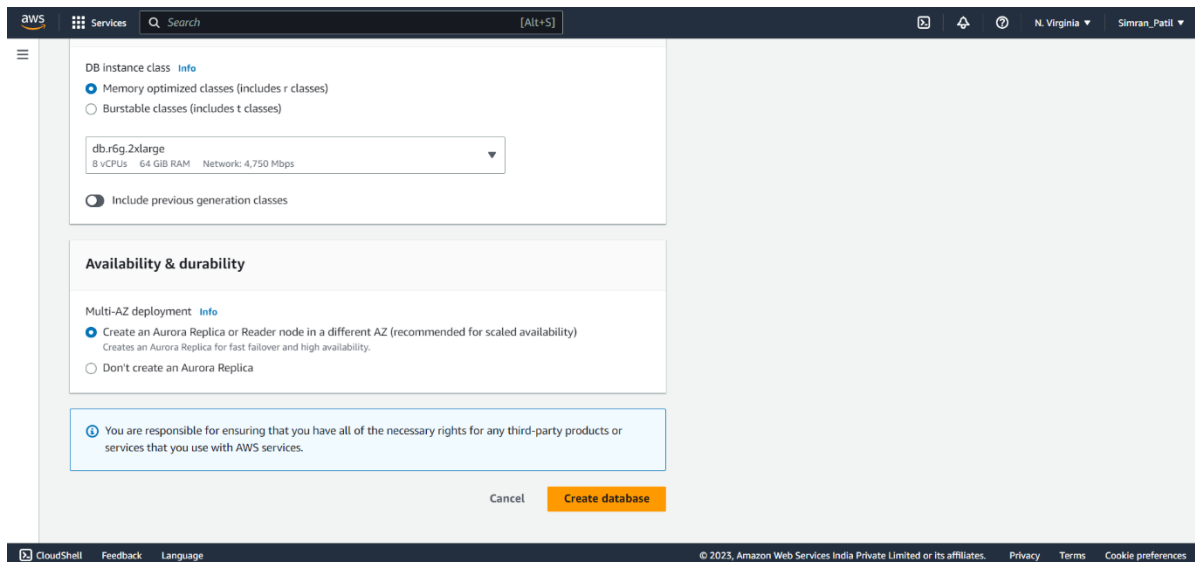 aws
Services
Search [Alt+S]
N. Virginia
Simran_Patil
DB instance class Info
Memory optimized classes (includes r classes)
Burstable classes (includes t classes)
db.r6g.2xlarge
8 vCPUs 64 GiB RAM Network: 4,750 Mbps
Include previous generation classes
Availability & durability
Multi-AZ deployment Info
Create an Aurora Replica or Reader node in a different AZ (recommended for scaled availability)
Creates an Aurora Replica for fast failover and high availability.
Don't create an Aurora Replica
You are responsible for ensuring that you have all of the necessary rights for any third-party products or
services that you use with AWS services.
Cancel
Create database
CloudShell Feedback Language
© 2023, Amazon Web Services India Private Limited or its affiliates. Privacy Terms Cookie preferences